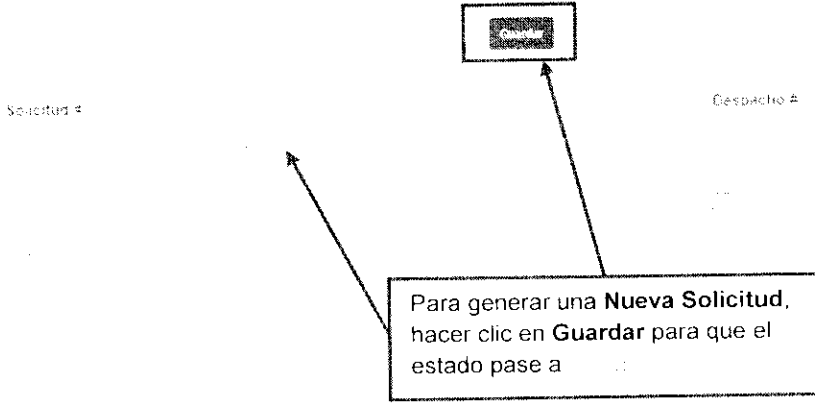 Guardar
Solicitud #
Despacho #
Para generar una Nueva Solicitud,
hacer clic en Guardar para que el
estado pase a